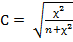 C = √(χ²/(n+χ²))